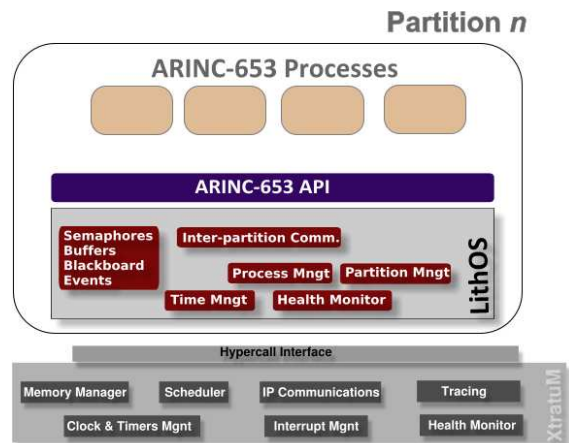 Partition n
ARINC-653 Processes
ARINC-653 API
Semaphores
Buffers
Blackboard
Events
Inter-partition Comm.
Process Mngt
Partition Mngt
Time Mngt
Health Monitor
LithOS
Hypercall Interface
Memory Manager
Scheduler
IP Communications
Tracing
Clock & Timers Mgnt
Interrupt Mgnt
Health Monitor
XtratuM